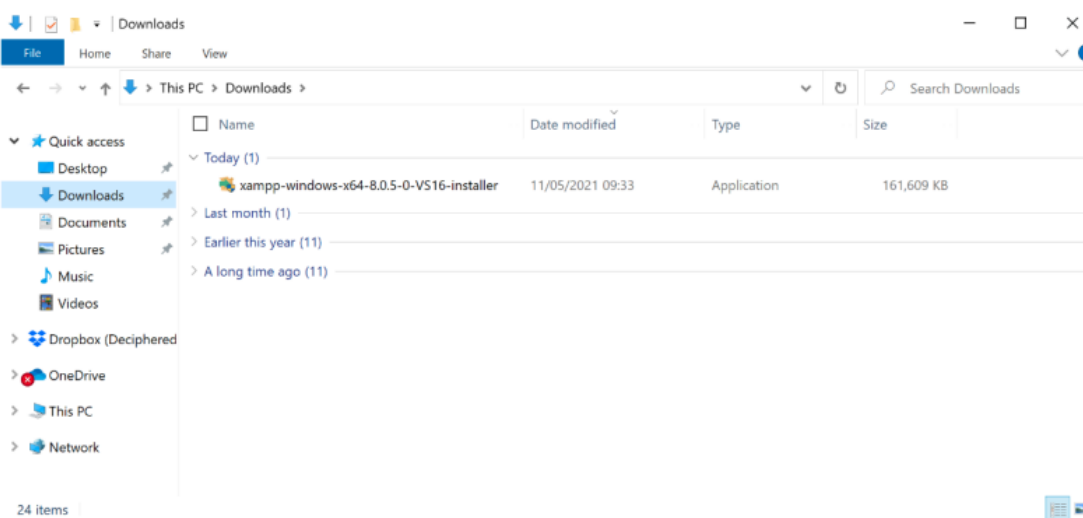 Downloads
File Home Share View
This PC > Downloads >
Search Downloads
Name Date modified Type Size
Quick access
Desktop
Downloads
Documents
Pictures
Music
Videos
Dropbox (Deciphered
OneDrive
This PC
Network
Today (1)
xampp-windows-x64-8.0.5-0-VS16-installer 11/05/2021 09:33 Application 161,609 KB
Last month (1)
Earlier this year (11)
A long time ago (11)
24 items